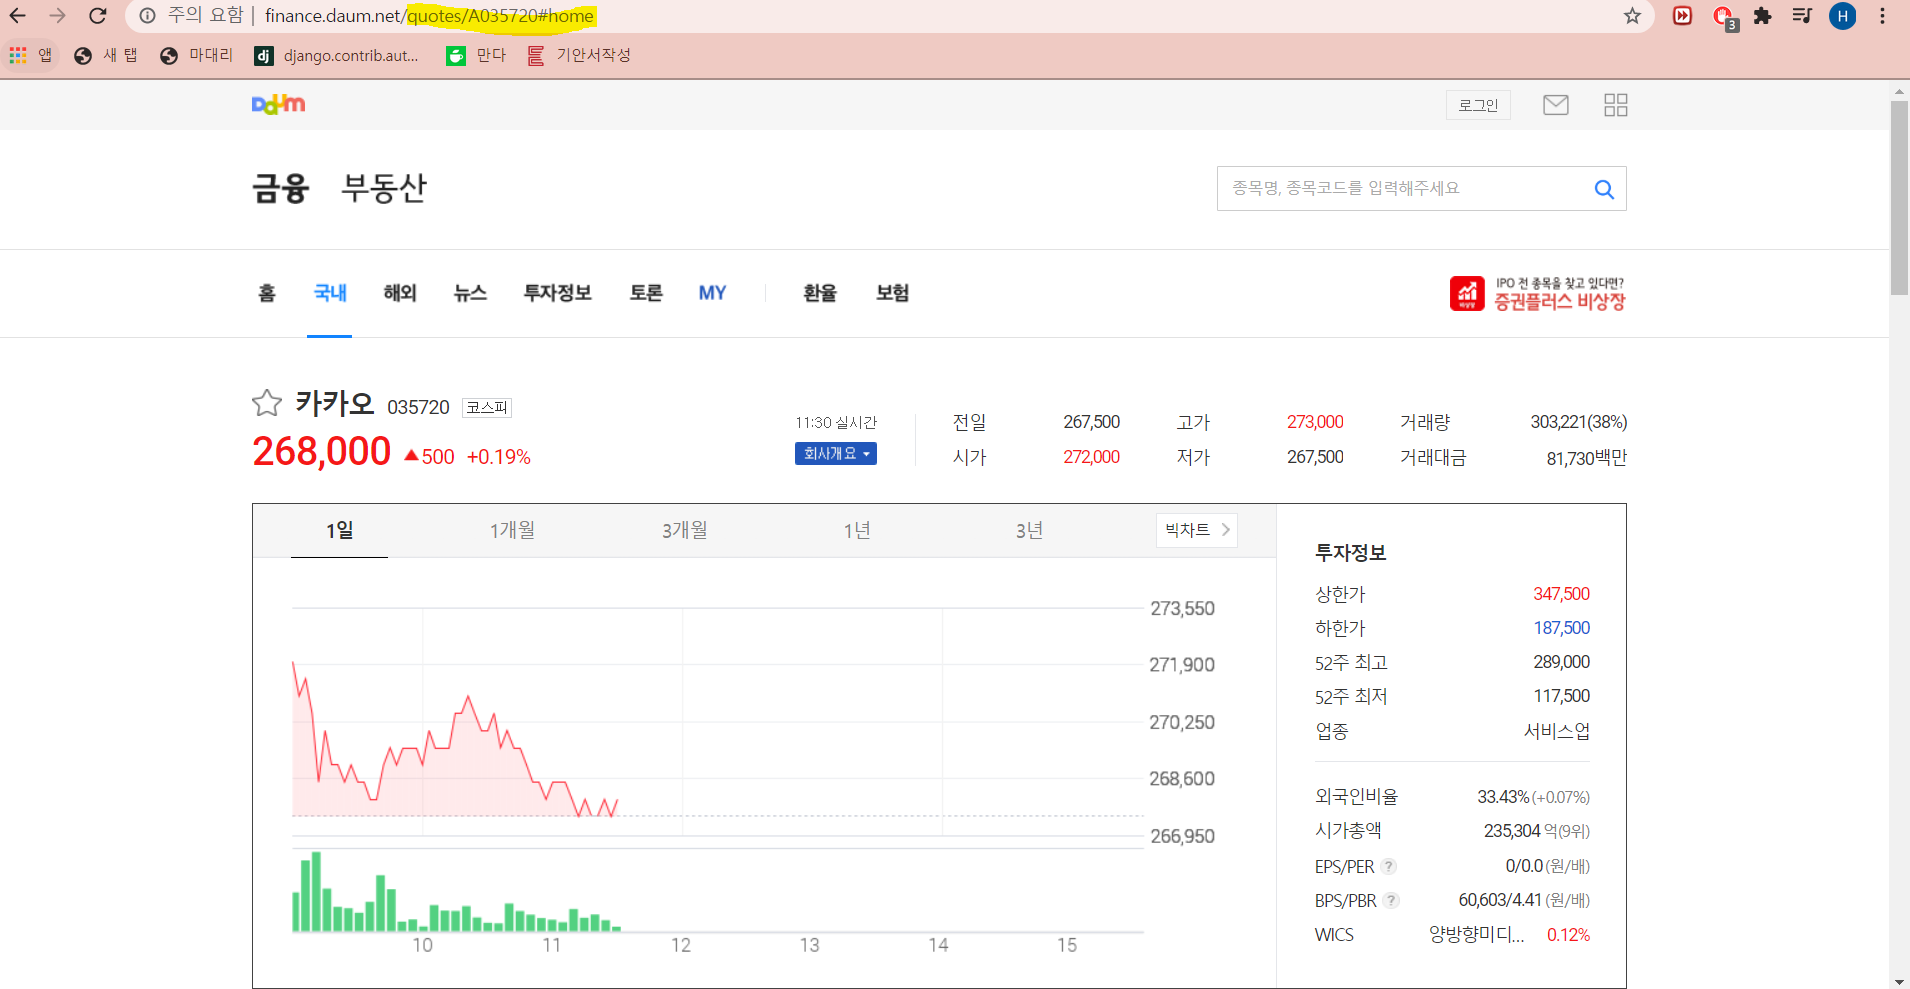 주의 요함 | finance.daum.net/quotes/A035720#home
3
H
앱 새 탭 마대리 dj django.contrib.aut... 만다 기안서작성
Daum
로그인
금융 부동산
종목명, 종목코드를 입력해주세요
홈 국내 해외 뉴스 투자정보 토론 MY 환율 보험
비상장
IPO 전 종목을 찾고 있다면?
증권플러스 비상장
카카오 035720 코스피
268,000 ▲500 +0.19%
11:30 실시간
회사개요
전일 267,500 고가 273,000 거래량 303,221(38%)
시가 272,000 저가 267,500 거래대금 81,730백만
1일 1개월 3개월 1년 3년 빅차트 >
273,550
271,900
270,250
268,600
266,950
10 11 12 13 14 15
투자정보
상한가 347,500
하한가 187,500
52주 최고 289,000
52주 최저 117,500
업종 서비스업
외국인비율 33.43%(+0.07%)
시가총액 235,304 억(9위)
EPS/PER ? 0/0.0 (원/배)
BPS/PBR ? 60,603/4.41 (원/배)
WICS 양방향미디... 0.12%